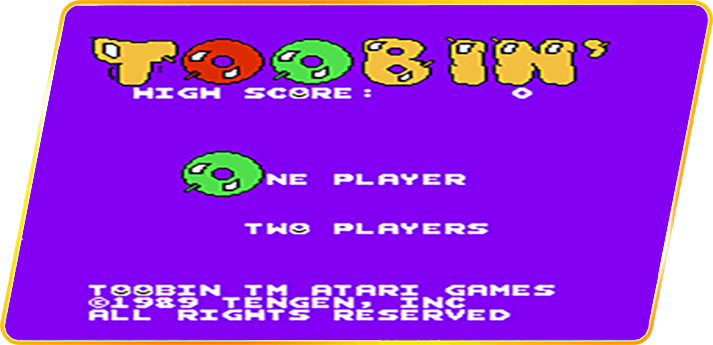 TOOBIN'
HIGH SCORE: 0
ONE PLAYER
TWO PLAYERS
TOOBIN TM ATARI GAMES
©1989 TENGEN, INC
ALL RIGHTS RESERVED